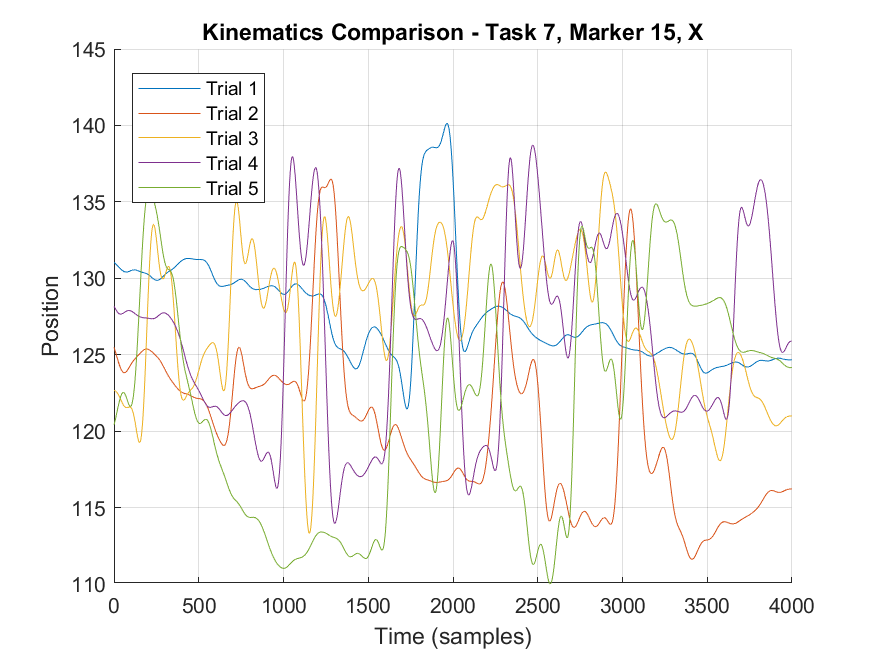 Kinematics Comparison - Task 7, Marker 15, X
145
140
135
130
125
120
115
110
Position
Trial 1
Trial 2
Trial 3
Trial 4
Trial 5
0 500 1000 1500 2000 2500 3000 3500 4000
Time (samples)